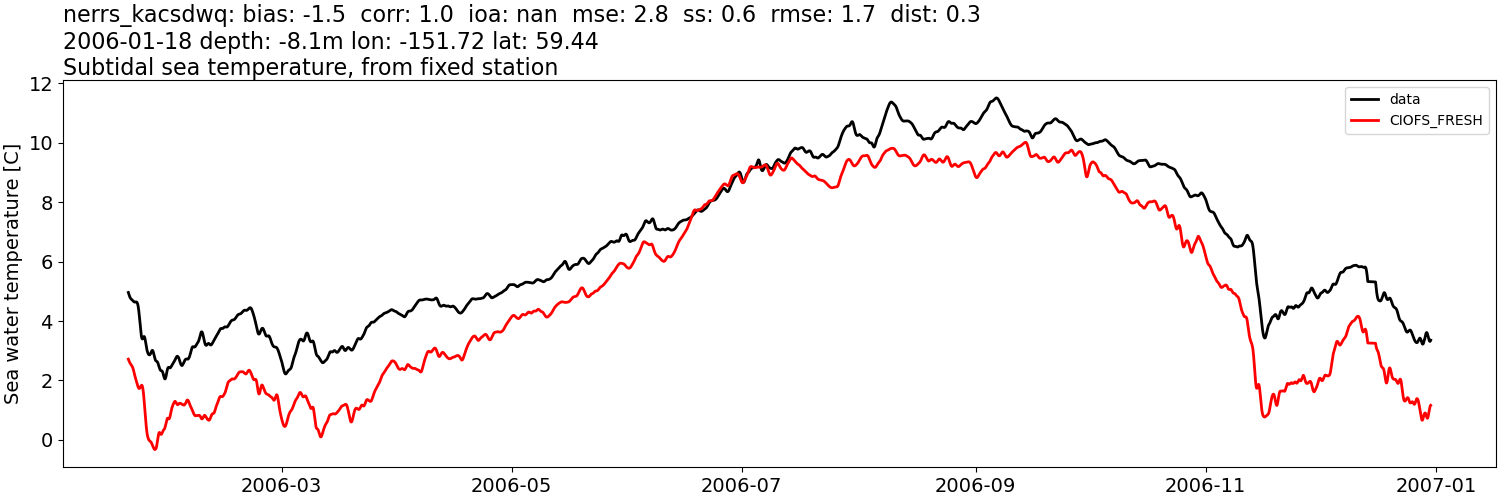 nerrs_kacsdwq: bias: -1.5  corr: 1.0  ioa: nan  mse: 2.8  ss: 0.6  rmse: 1.7  dist: 0.3
2006-01-18 depth: -8.1m lon: -151.72 lat: 59.44
Subtidal sea temperature, from fixed station
Sea water temperature [C]
12
10
8
6
4
2
0
data
CIOFS_FRESH
2006-03
2006-05
2006-07
2006-09
2006-11
2007-01